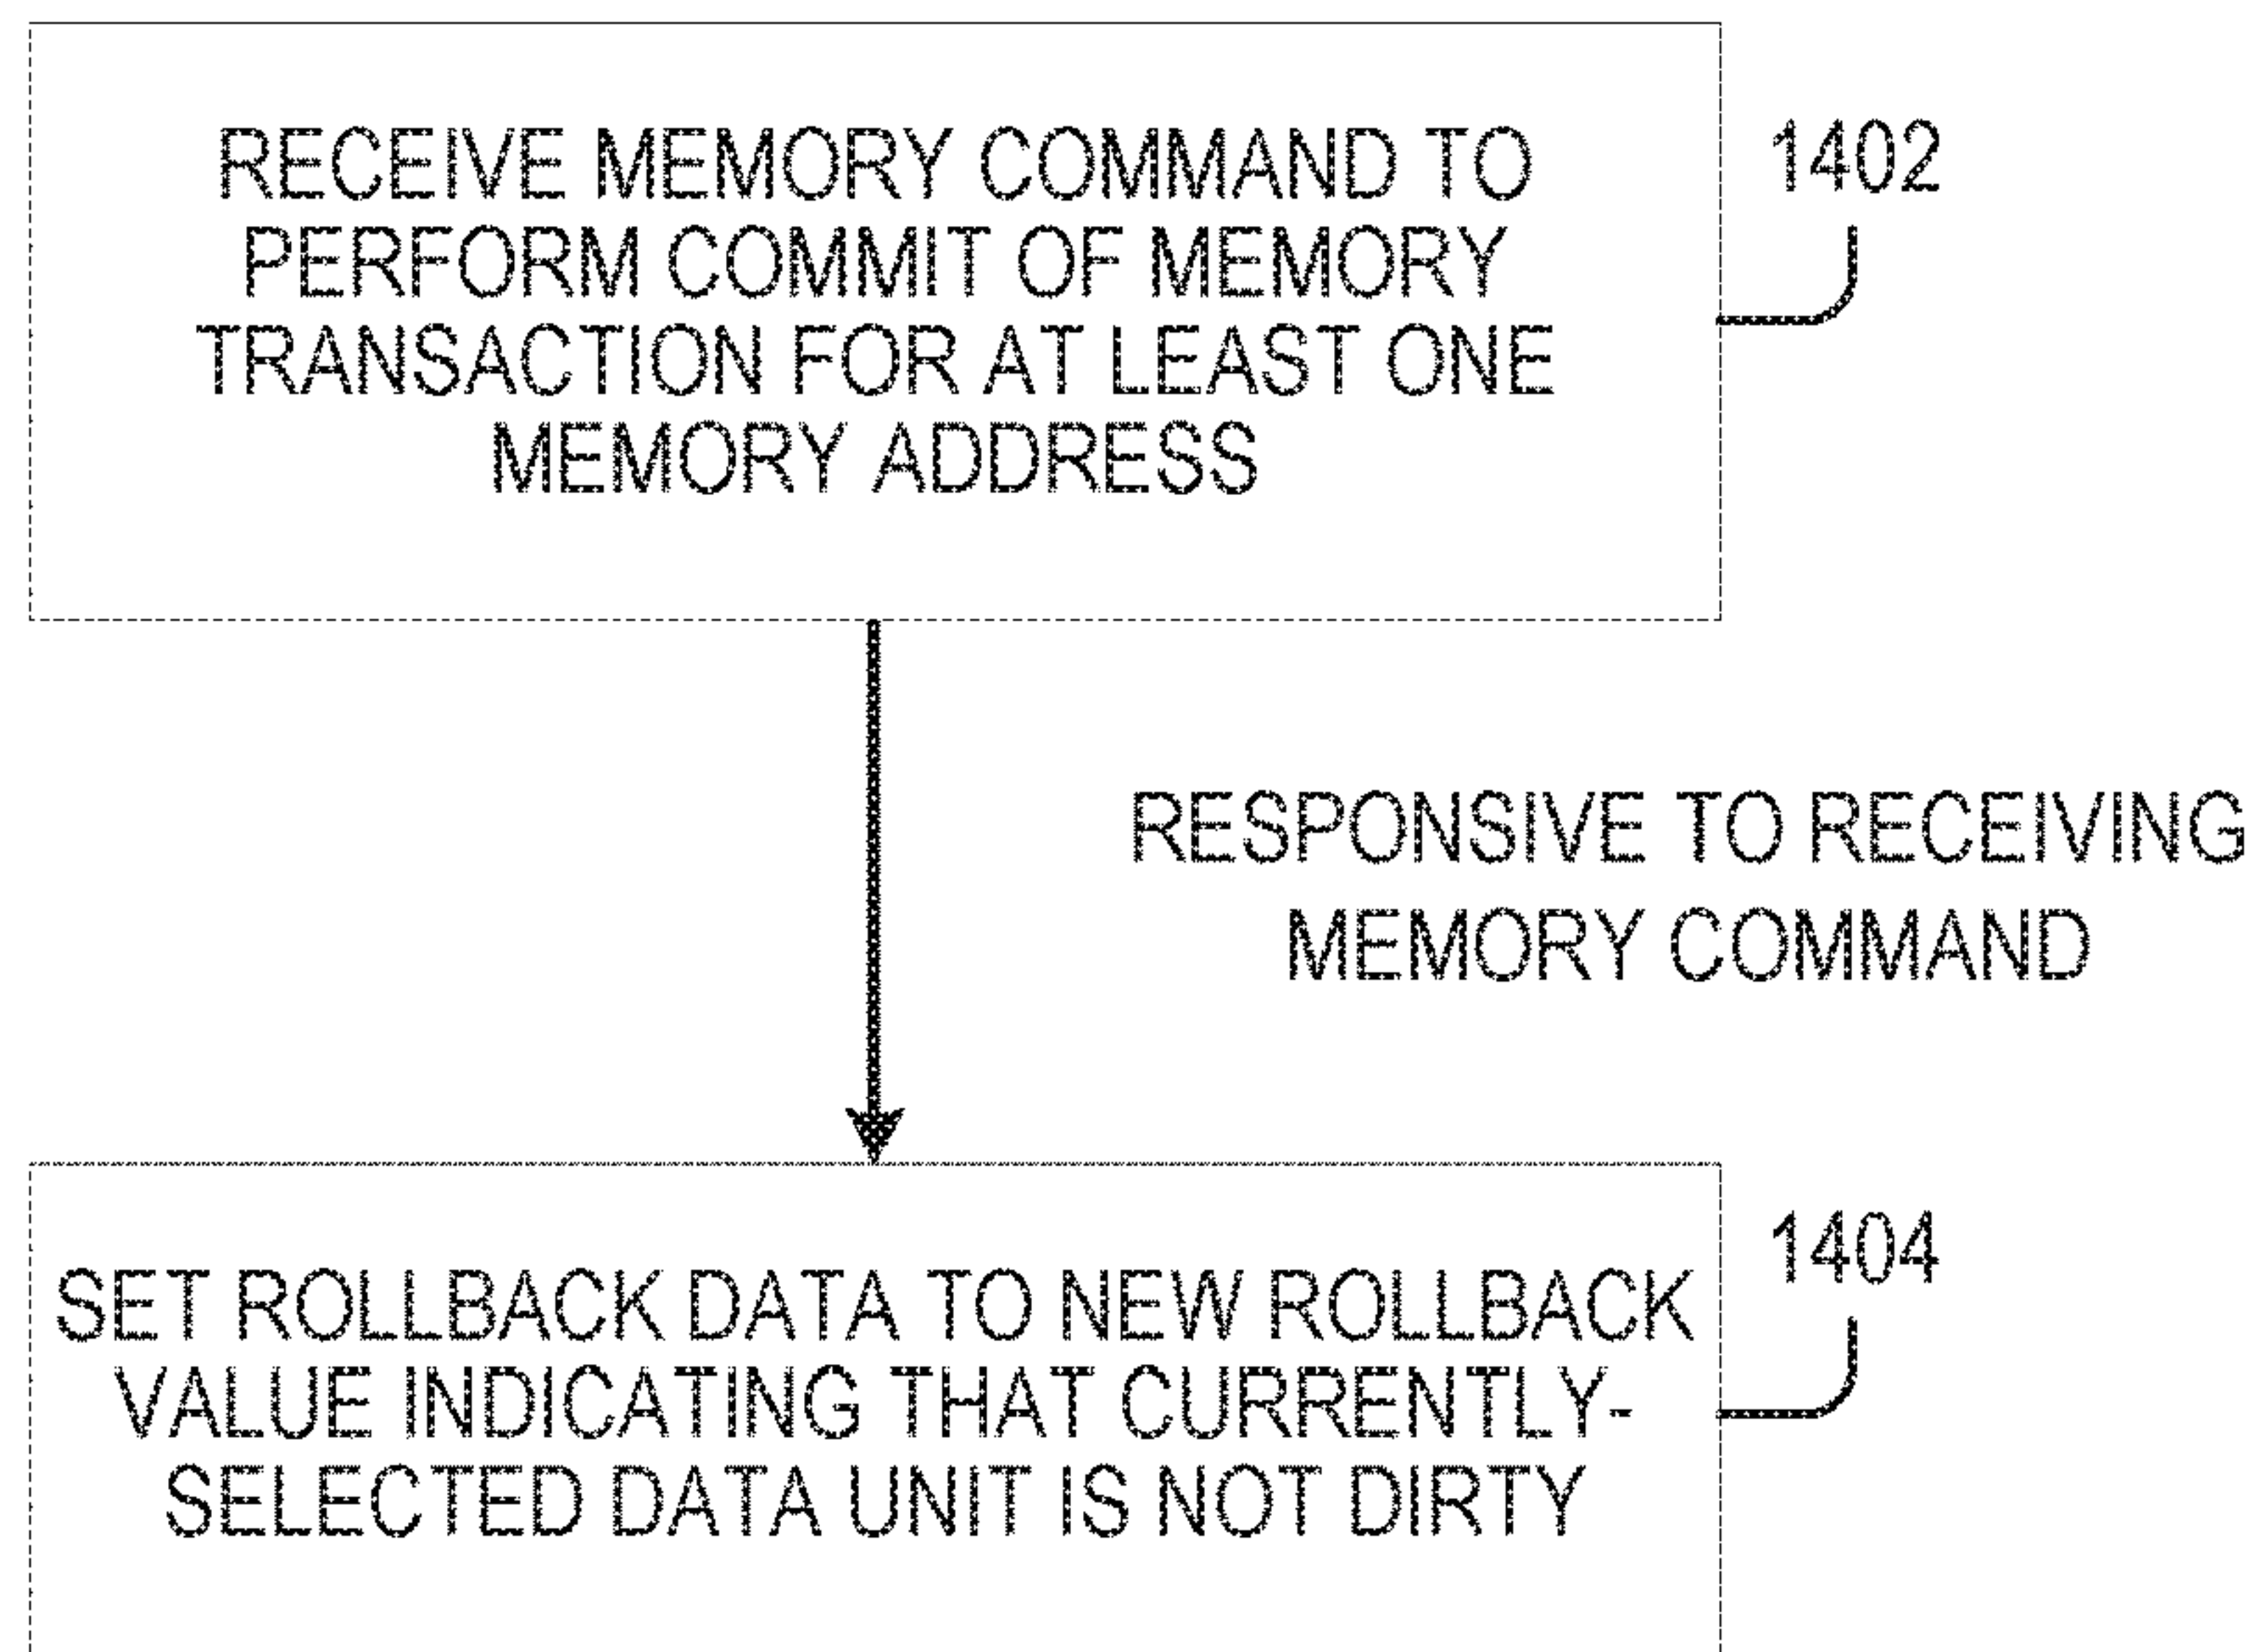 RECEIVE MEMORY COMMAND TO
PERFORM COMMIT OF MEMORY
TRANSACTION FOR AT LEAST ONE
MEMORY ADDRESS
1402
RESPONSIVE TO RECEIVING
MEMORY COMMAND
SET ROLLBACK DATA TO NEW ROLLBACK
VALUE INDICATING THAT CURRENTLY-
SELECTED DATA UNIT IS NOT DIRTY
1404